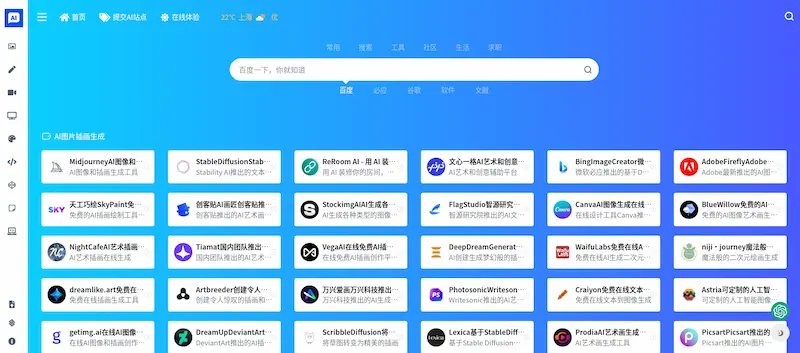 AI
首页 提交AI站点 在线体验 22°C 上海 优
常用 搜索 工具 社区 生活 求职
百度一下，你就知道
百度 必应 谷歌 软件 文献
AI图片插画生成
MidjourneyAI图像和…
AI图像和插画生成工具
StableDiffusionStab…
Stability AI推出的文本…
ReRoom AI - 用 AI 装…
用 AI 装修你的房间。…
文心一格AI艺术和创意…
AI艺术和创意辅助平台
BingImageCreator微…
微软必应推出的基于D…
AdobeFireflyAdobe…
Adobe最新推出的AI图…
SKY
天工巧绘SkyPaint免…
免费的AI插画绘制工具
创客贴AI画匠创客贴推…
创客贴推出的AI艺术画…
StockimgAIAI生成各…
AI生成各种类型的图像…
FlagStudio智源研究…
智源研究院推出的AI文…
Canva
CanvaAI图像生成在线…
在线设计工具Canva推…
BlueWillow免费的AI…
免费的AI图像艺术画生…
NightCafeAI艺术插画…
AI艺术插画在线生成
Tiamat国内团队推出…
国内团队推出的AI艺术…
VegaAI在线免费AI插…
在线免费AI插画创作平…
DeepDreamGenerat…
AI创建生成梦幻般的插…
WaifuLabs免费在线A…
免费在线AI生成二次元…
niji・journey魔法般…
魔法般的二次元绘画生成
dreamlike.art免费在…
免费在线插画生成工具
Artbreeder创建令人…
创建令人惊叹的插画和…
万兴爱画万兴科技推出…
万兴科技推出的AI生成…
PS
PhotosonicWriteson…
Writesonic推出的AI艺…
Craiyon免费在线文本…
免费在线文本到图像生成
Astria可定制的人工智…
可定制的人工智能图像…
g
getimg.ai在线AI图像…
在线AI图像和插画创作…
DreamUpDeviantArt…
DeviantArt推出的AI插…
ScribbleDiffusion将…
将草图转变为精美的插画
Lexica
Lexica基于StableDiff…
基于Stable Diffusion…
ProdiaAI艺术画生成…
AI艺术画生成工具
P
PicsartPicsart推出的…
Picsart推出的AI图片…